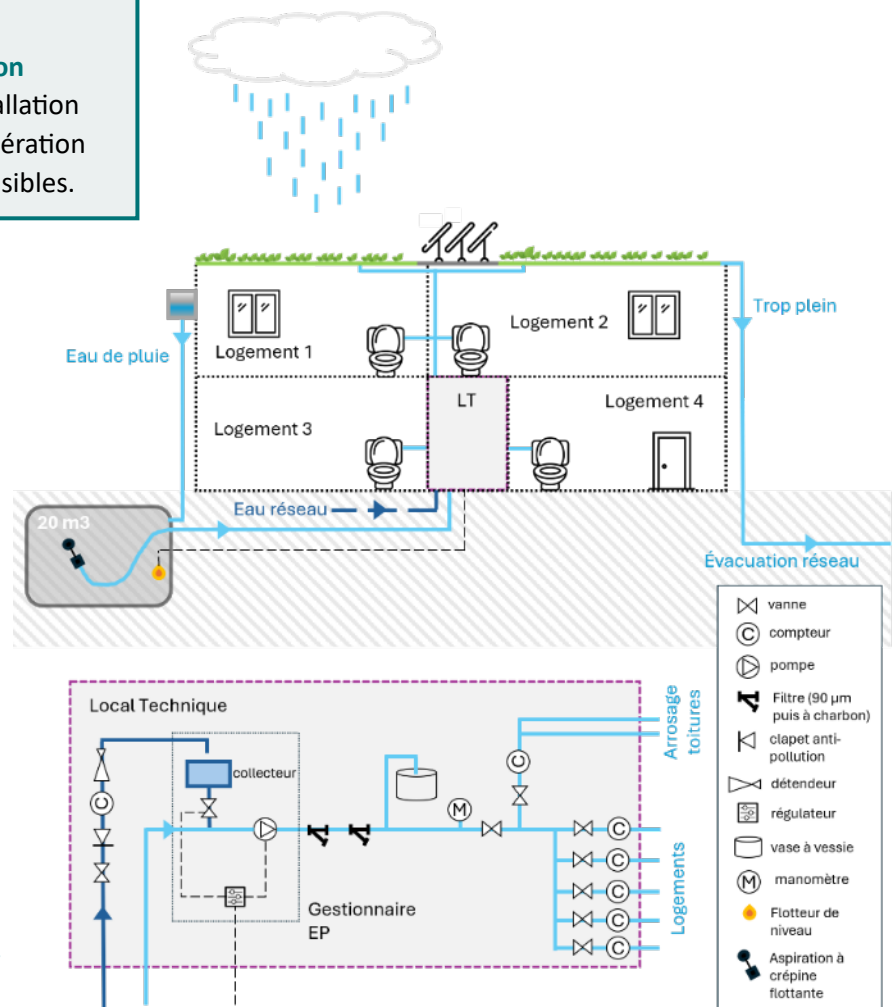 on
allation
pération
sibles.
Eau de pluie
Logement 1
Logement 2
Trop plein
Logement 3
LT
Logement 4
20 m3
Eau réseau
Évacuation réseau
Local Technique
collecteur
C
M
C
C
C
C
C
C
Gestionnaire
EP
Arrosage
toitures
Logements
vanne
C compteur
pompe
Filtre (90 µm
puis à charbon)
clapet anti-
pollution
détendeur
régulateur
vase à vessie
M manomètre
Flotteur de
niveau
Aspiration à
crépine
flottante